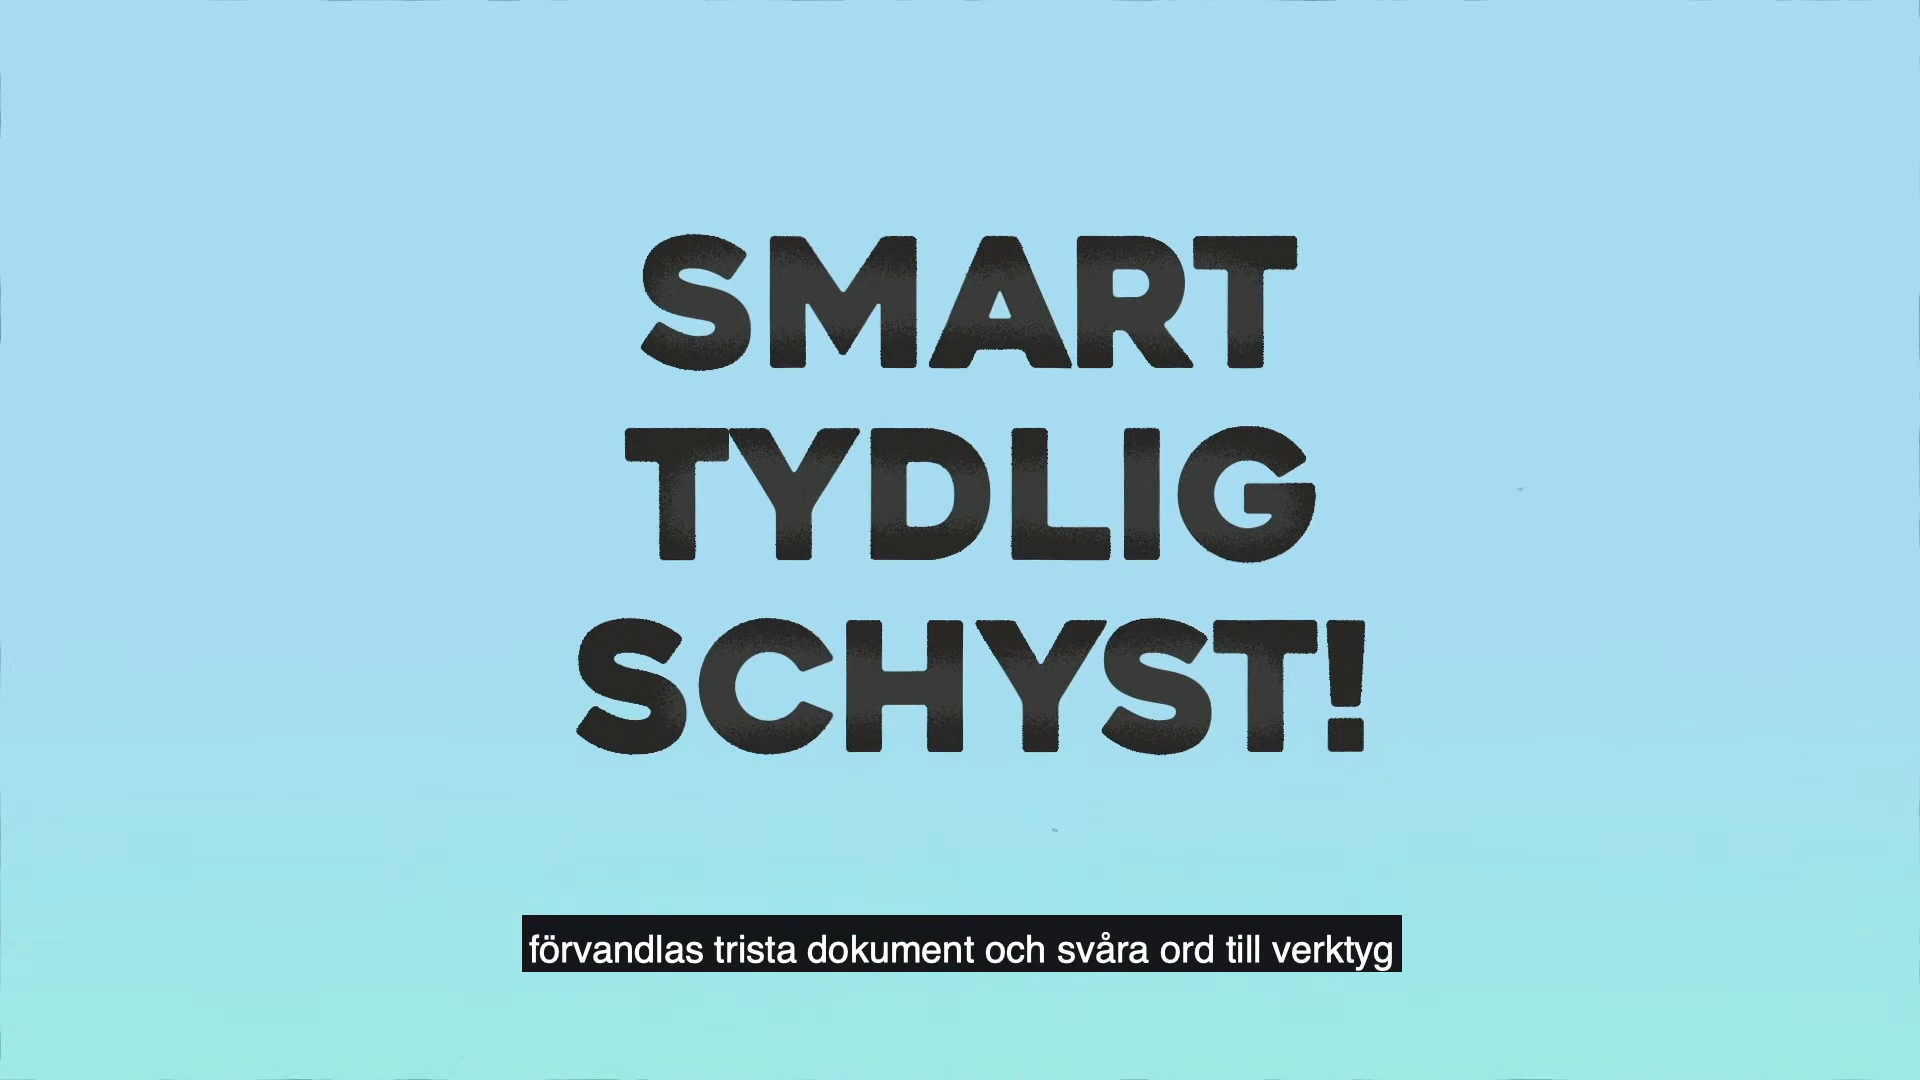 SMART
TYDLIG
SCHYST!
förvandlas trista dokument och svåra ord till verktyg